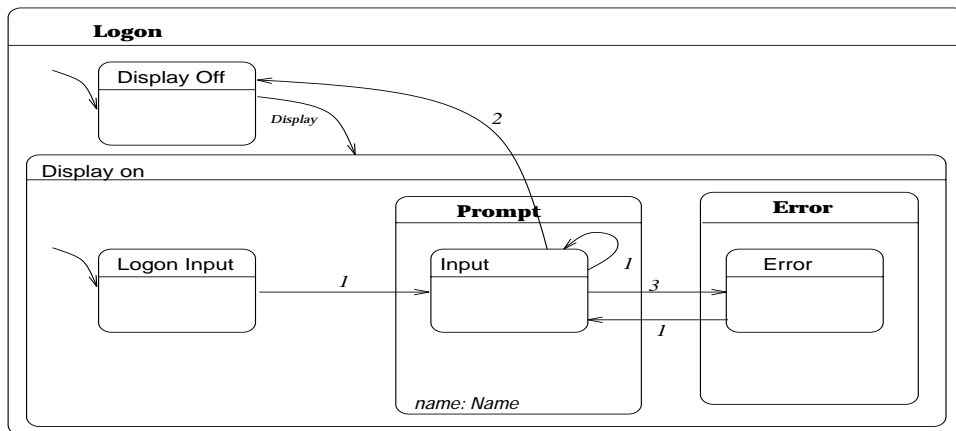 Logon
Display Off
2
Display
Display on
Prompt
Error
Logon Input
1
Input
1
3
Error
1
name: Name